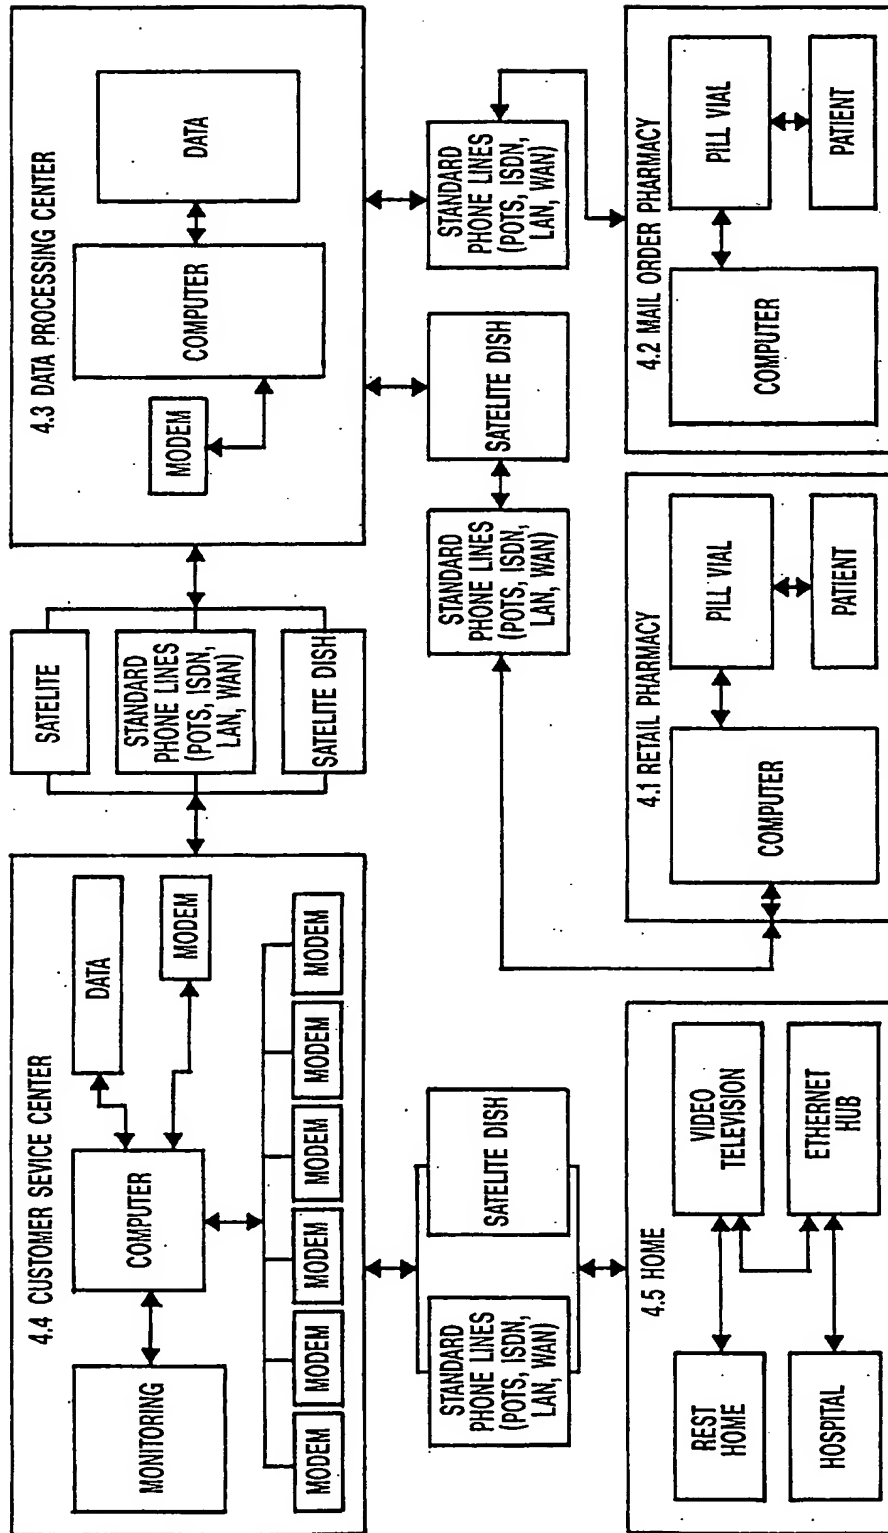 4.4 CUSTOMER SEVICE CENTER
MONITORING
COMPUTER
DATA
MODEM
MODEM
MODEM
MODEM
MODEM
MODEM
MODEM
SATELITE
STANDARD
PHONE LINES
(POTS, ISDN,
LAN, WAN)
SATELITE DISH
4.3 DATA PROCESSING CENTER
MODEM
COMPUTER
DATA
STANDARD
PHONE LINES
(POTS, ISDN,
LAN, WAN)
SATELITE DISH
STANDARD
PHONE LINES
(POTS, ISDN,
LAN, WAN)
SATELITE DISH
STANDARD
PHONE LINES
(POTS, ISDN,
LAN, WAN)
4.5 HOME
REST
HOME
VIDEO
TELEVISION
HOSPITAL
ETHERNET
HUB
4.1 RETAIL PHARMACY
COMPUTER
PILL VIAL
PATIENT
4.2 MAIL ORDER PHARMACY
COMPUTER
PILL VIAL
PATIENT